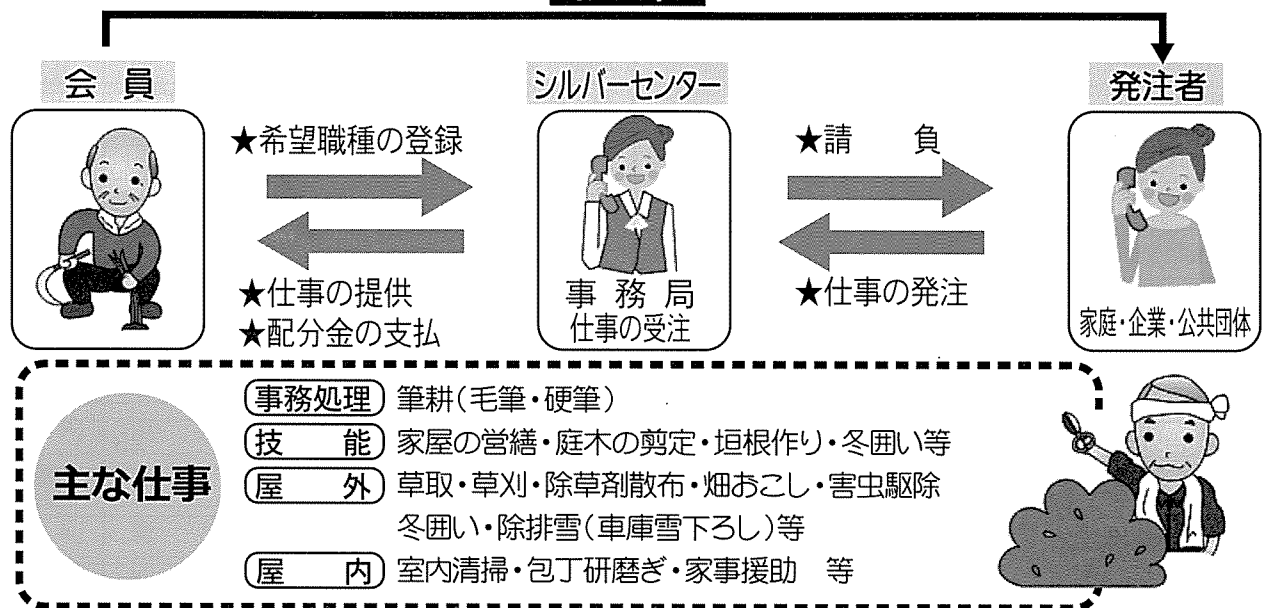 会 員
シルバーセンター
発注者
★希望職種の登録
★請 負
★仕事の提供
★配分金の支払
事 務 局
仕事の受注
★仕事の発注
家庭・企業・公共団体
主な仕事
事務処理 筆耕(毛筆・硬筆)
技 能 家屋の営繕・庭木の剪定・垣根作り・冬囲い等
屋 外 草取・草刈・除草剤散布・畑おこし・害虫駆除
冬囲い・除排雪(車庫雪下ろし)等
屋 内 室内清掃・包丁研磨ぎ・家事援助 等